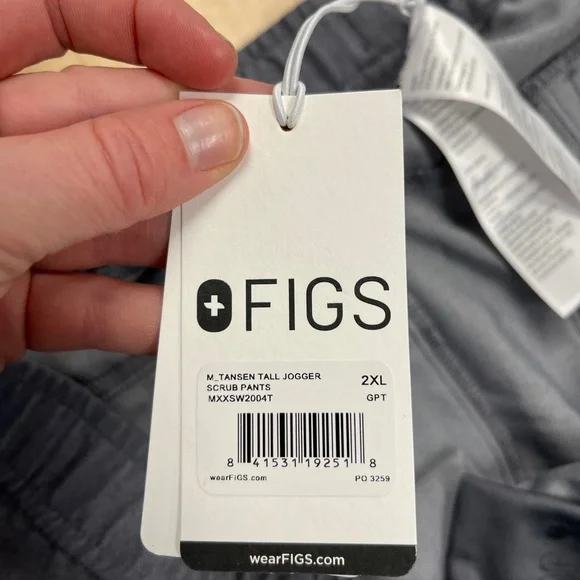 FIGS
M_TANSEN TALL JOGGER
SCRUB PANTS 2XL
MXXSW2004T GPT
8 41531 19251 8
wearFIGS.com PO 3259
wearFIGS.com